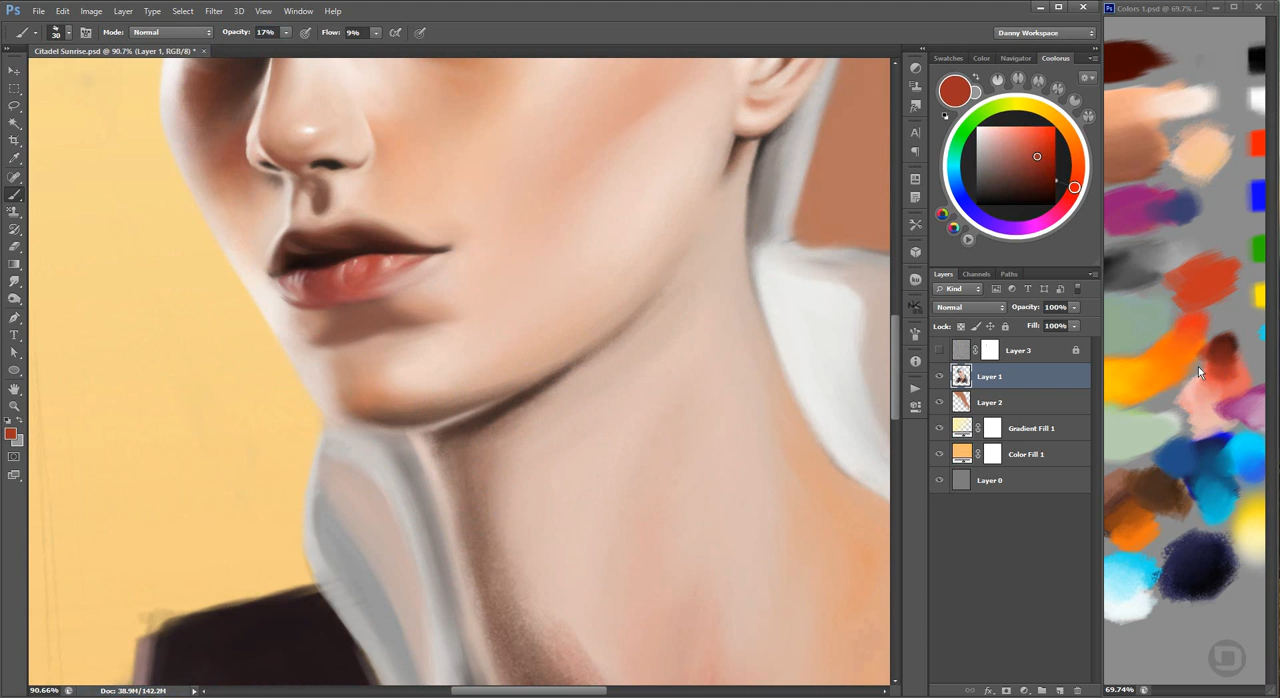 Ps File Edit Image Layer Type Select Filter 3D View Window Help
Ps Colors 1.psd @ 69.7%
30 Mode: Normal Opacity: 17% Flow: 9% Danny Workspace
Citadel Sunrise.psd @ 90.7% (Layer 1, RGB/8) * ×
Swatches Color Navigator Coolorus
Layers Channels Paths
Kind
Normal Opacity: 100%
Lock: Fill: 100%
Layer 3
Layer 1
Layer 2
Gradient Fill 1
Color Fill 1
Layer 0
90.66% Doc: 38.9M/142.2M
69.74%